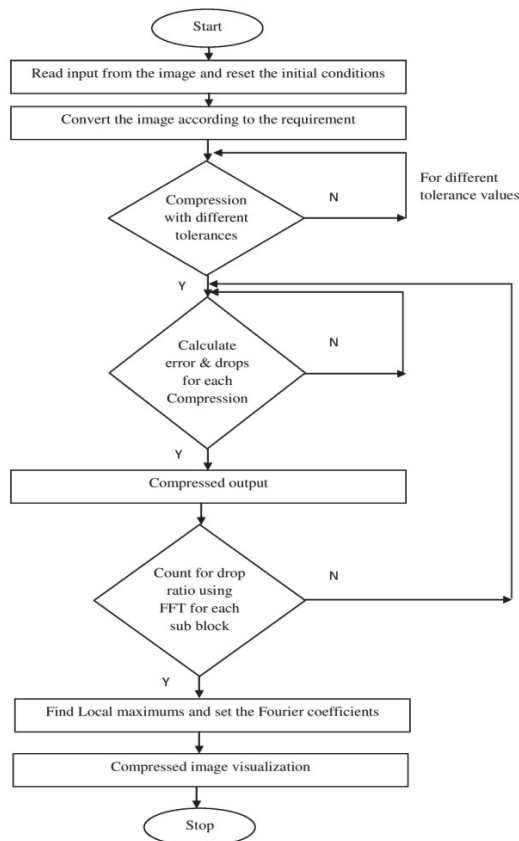 Start
Read input from the image and reset the initial conditions
Convert the image according to the requirement
Compression
with different
tolerances
N
For different
tolerance values
Y
Calculate
error & drops
for each
Compression
N
Y
Compressed output
Count for drop
ratio using
FFT for each
sub block
N
Y
Find Local maximums and set the Fourier coefficients
Compressed image visualization
Stop